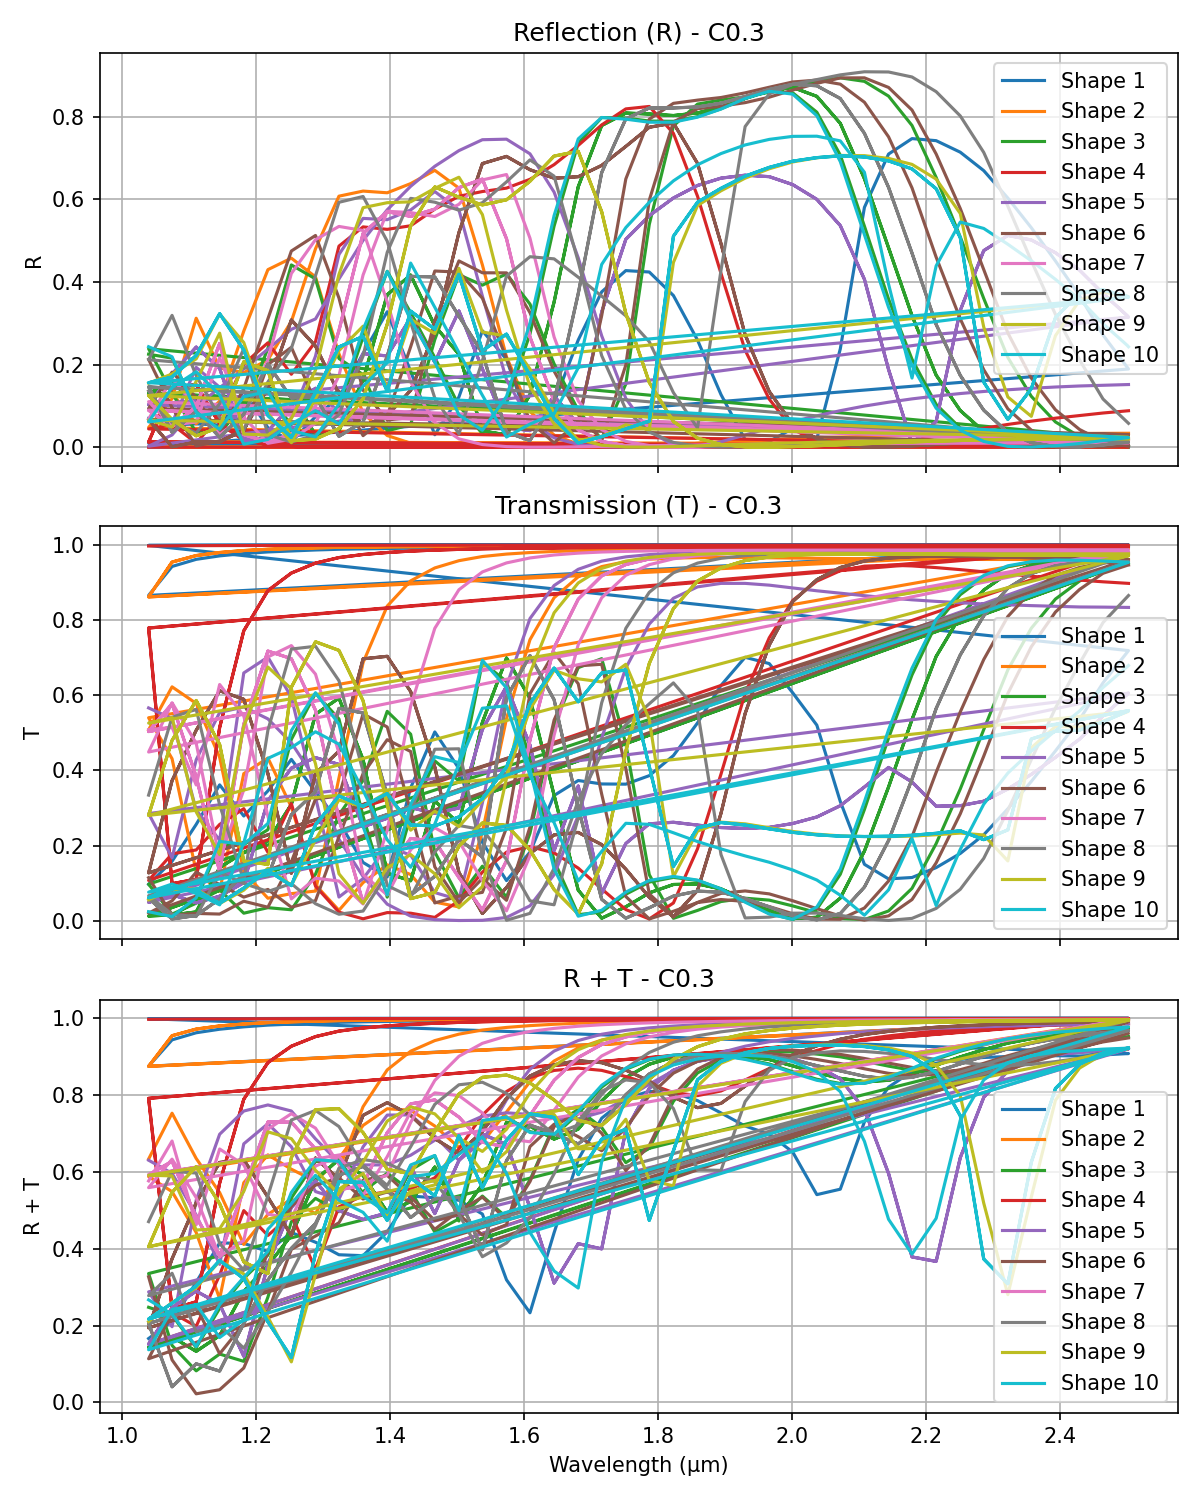 Reflection (R) - C0.3
R
0.8
0.6
0.4
0.2
0.0
Shape 1
Shape 2
Shape 3
Shape 4
Shape 5
Shape 6
Shape 7
Shape 8
Shape 9
Shape 10
Transmission (T) - C0.3
T
1.0
0.8
0.6
0.4
0.2
0.0
Shape 1
Shape 2
Shape 3
Shape 4
Shape 5
Shape 6
Shape 7
Shape 8
Shape 9
Shape 10
R + T - C0.3
R + T
1.0
0.8
0.6
0.4
0.2
0.0
Shape 1
Shape 2
Shape 3
Shape 4
Shape 5
Shape 6
Shape 7
Shape 8
Shape 9
Shape 10
1.0 1.2 1.4 1.6 1.8 2.0 2.2 2.4
Wavelength (μm)